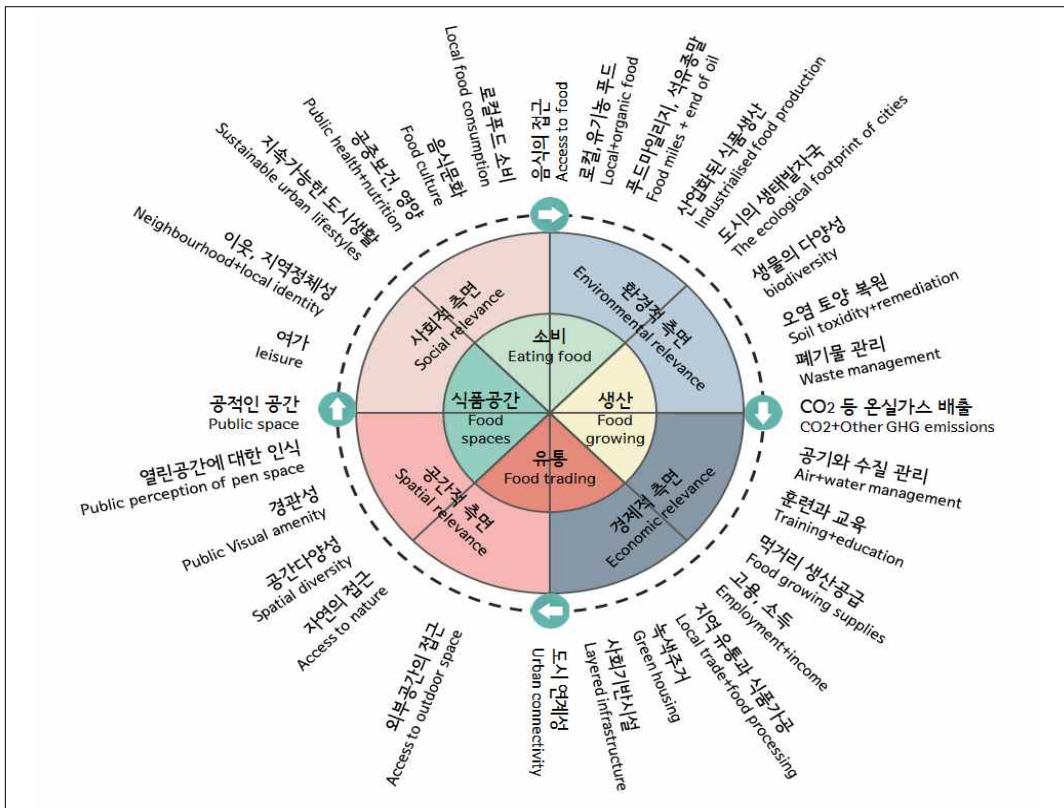 음식의 접근
Access to food
로컬,유기농 푸드
Local+organic food
푸드마일리지, 석유종말
Food miles + end of oil
산업화된 식품생산
Industrialised food production
도시의 생태발자국
The ecological footprint of cities
생물의 다양성
biodiversity
오염 토양 복원
Soil toxidity+remediation
폐기물 관리
Waste management
CO2 등 온실가스 배출
CO2+Other GHG emissions
공기와 수질 관리
Air+water management
훈련과 교육
Training+education
먹거리 생산공급
Food growing supplies
고용, 소득
Employment+income
지역 유통과 식품가공
Local trade+food processing
녹색주거
Green housing
사회기반시설
Layered infrastructure
도시 연계성
Urban connectivity
외부공간의 접근
Access to outdoor space
자연의 접근
Access to nature
공간다양성
Spatial diversity
경관성
Public Visual amenity
열린공간에 대한 인식
Public perception of pen space
공적인 공간
Public space
여가
leisure
이웃, 지역정체성
Neighbourhood+local identity
지속가능한 도시생활
Sustainable urban lifestyles
공중보건, 영양
Public health+nutrition
음식문화
Food culture
로컬푸드 소비
Local food consumption
사회적 측면
Social relevance
환경적 측면
Environmental relevance
경제적 측면
Economic relevance
공간적 측면
Spatial relevance
소비
Eating food
식품공간
Food
spaces
생산
Food
growing
유통
Food trading